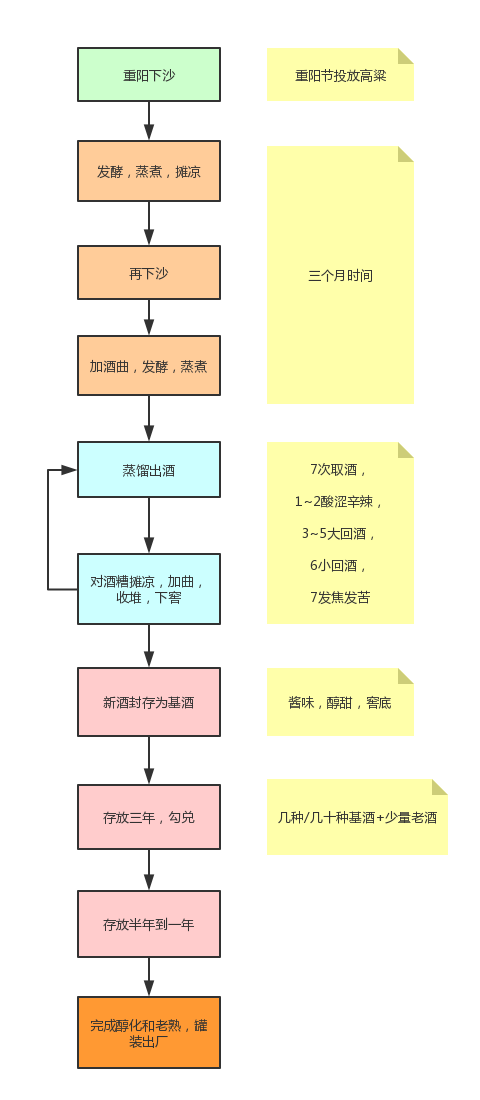 重阳下沙
重阳节投放高粱
发酵，蒸煮，摊凉
再下沙
三个月时间
加酒曲，发酵，蒸煮
蒸馏出酒
7次取酒，
1~2酸涩辛辣，
3~5大回酒，
6小回酒，
7发焦发苦
对酒糟摊凉，加曲，
收堆，下窖
新酒封存为基酒
酱味，醇甜，窖底
存放三年，勾兑
几种/几十种基酒+少量老酒
存放半年到一年
完成醇化和老熟，罐
装出厂